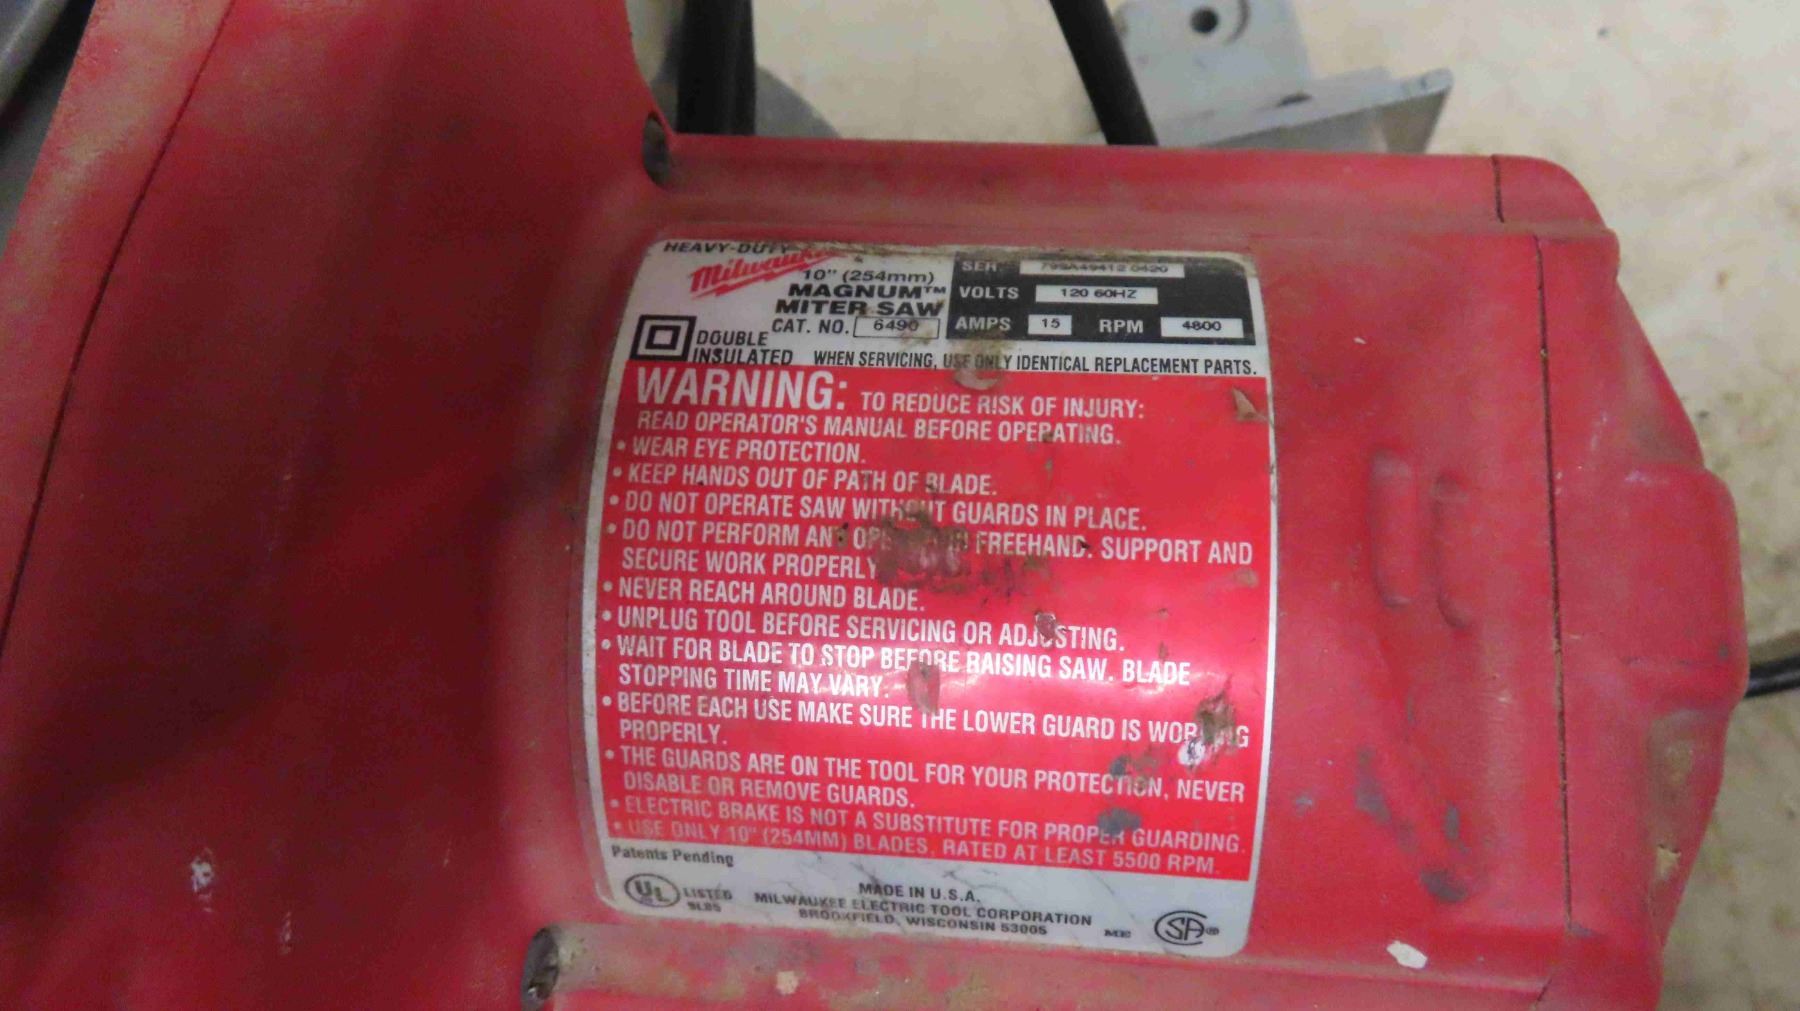 HEAVY-DUTY
Milwaukee
10" (254mm)
MAGNUM™
MITER SAW
CAT. NO. 6490
SER
VOLTS 120 60HZ
AMPS 15 RPM 4800
DOUBLE
INSULATED WHEN SERVICING, USE ONLY IDENTICAL REPLACEMENT PARTS.
WARNING: TO REDUCE RISK OF INJURY:
READ OPERATOR'S MANUAL BEFORE OPERATING.
• WEAR EYE PROTECTION.
• KEEP HANDS OUT OF PATH OF BLADE.
• DO NOT OPERATE SAW WITHOUT GUARDS IN PLACE.
• DO NOT PERFORM ANY FREEHAND. SUPPORT AND
SECURE WORK PROPERLY
• NEVER REACH AROUND BLADE.
• UNPLUG TOOL BEFORE SERVICING OR ADJUSTING.
• WAIT FOR BLADE TO STOP BEFORE RAISING SAW. BLADE
STOPPING TIME MAY VARY.
• BEFORE EACH USE MAKE SURE THE LOWER GUARD IS WORKING
PROPERLY.
• THE GUARDS ARE ON THE TOOL FOR YOUR PROTECTION, NEVER
DISABLE OR REMOVE GUARDS.
• ELECTRIC BRAKE IS NOT A SUBSTITUTE FOR PROPER GUARDING.
• USE ONLY 10" (254MM) BLADES, RATED AT LEAST 5500 RPM.
Patents Pending
UL LISTED
MADE IN U.S.A.
MILWAUKEE ELECTRIC TOOL CORPORATION
BROOKFIELD, WISCONSIN 53005
ME
SA®